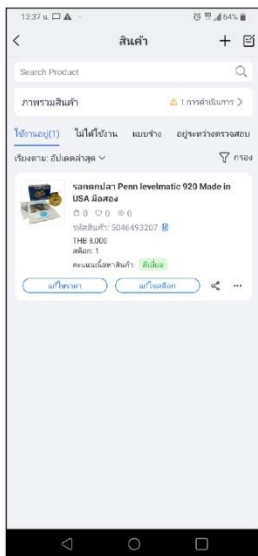 13:37 น. 64%
สินค้า
Search Product
ภาพรวมสินค้า 1 การดำเนินการ >
ใช้งานอยู่(1) ไม่ได้ใช้งาน แบบร่าง อยู่ระหว่างตรวจสอบ
เรียงตาม: อัปเดตล่าสุด กรอง
รอกตกปลา Penn levelmatic 920 Made in
USA มือสอง
0 0 0
รหัสสินค้า: 5046493207
THB 8,000
สต็อก: 1
คะแนนเนื้อหาสินค้า: ดีเยี่ยม
แก้ไขราคา แก้ไขสต็อก